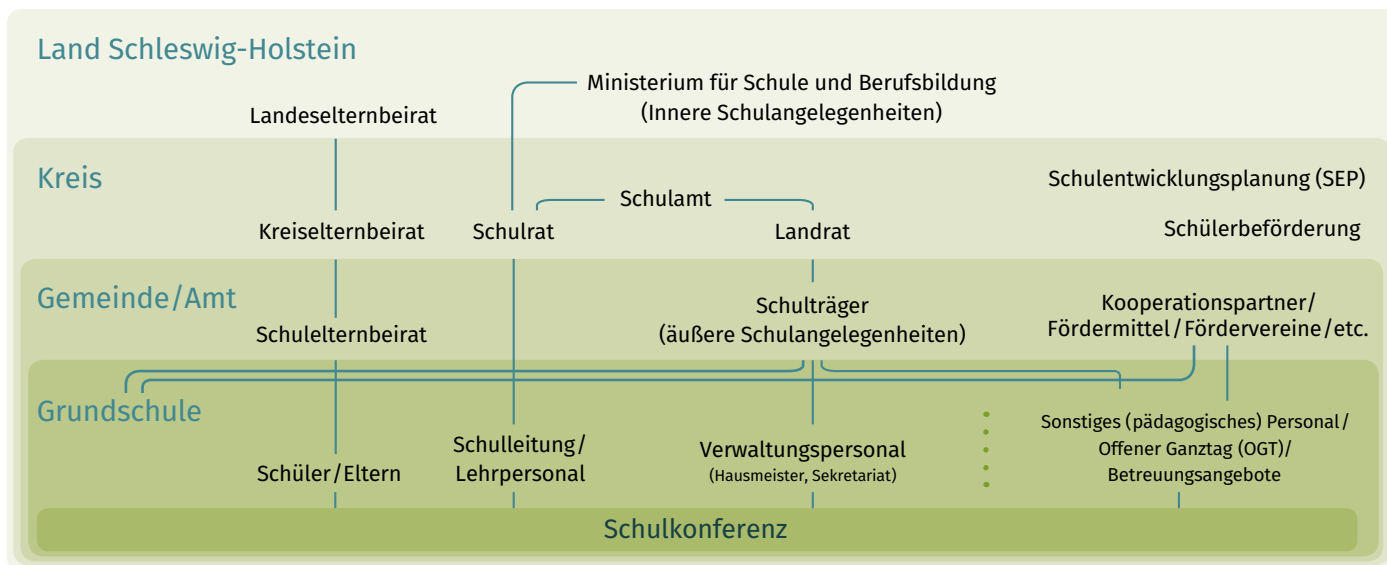 Land Schleswig-Holstein
Ministerium für Schule und Berufsbildung
(Innere Schulangelegenheiten)
Landeselternbeirat
Kreis
Schulentwicklungsplanung (SEP)
Schulamt
Kreiselternbeirat
Schulrat
Landrat
Schülerbeförderung
Gemeinde/Amt
Schulelternbeirat
Schulträger
(äußere Schulangelegenheiten)
Kooperationspartner/
Fördermittel/Fördervereine/etc.
Grundschule
Schüler/Eltern
Schulleitung/
Lehrpersonal
Verwaltungspersonal
(Hausmeister, Sekretariat)
Sonstiges (pädagogisches) Personal/
Offener Ganztag (OGT)/
Betreuungsangebote
Schulkonferenz